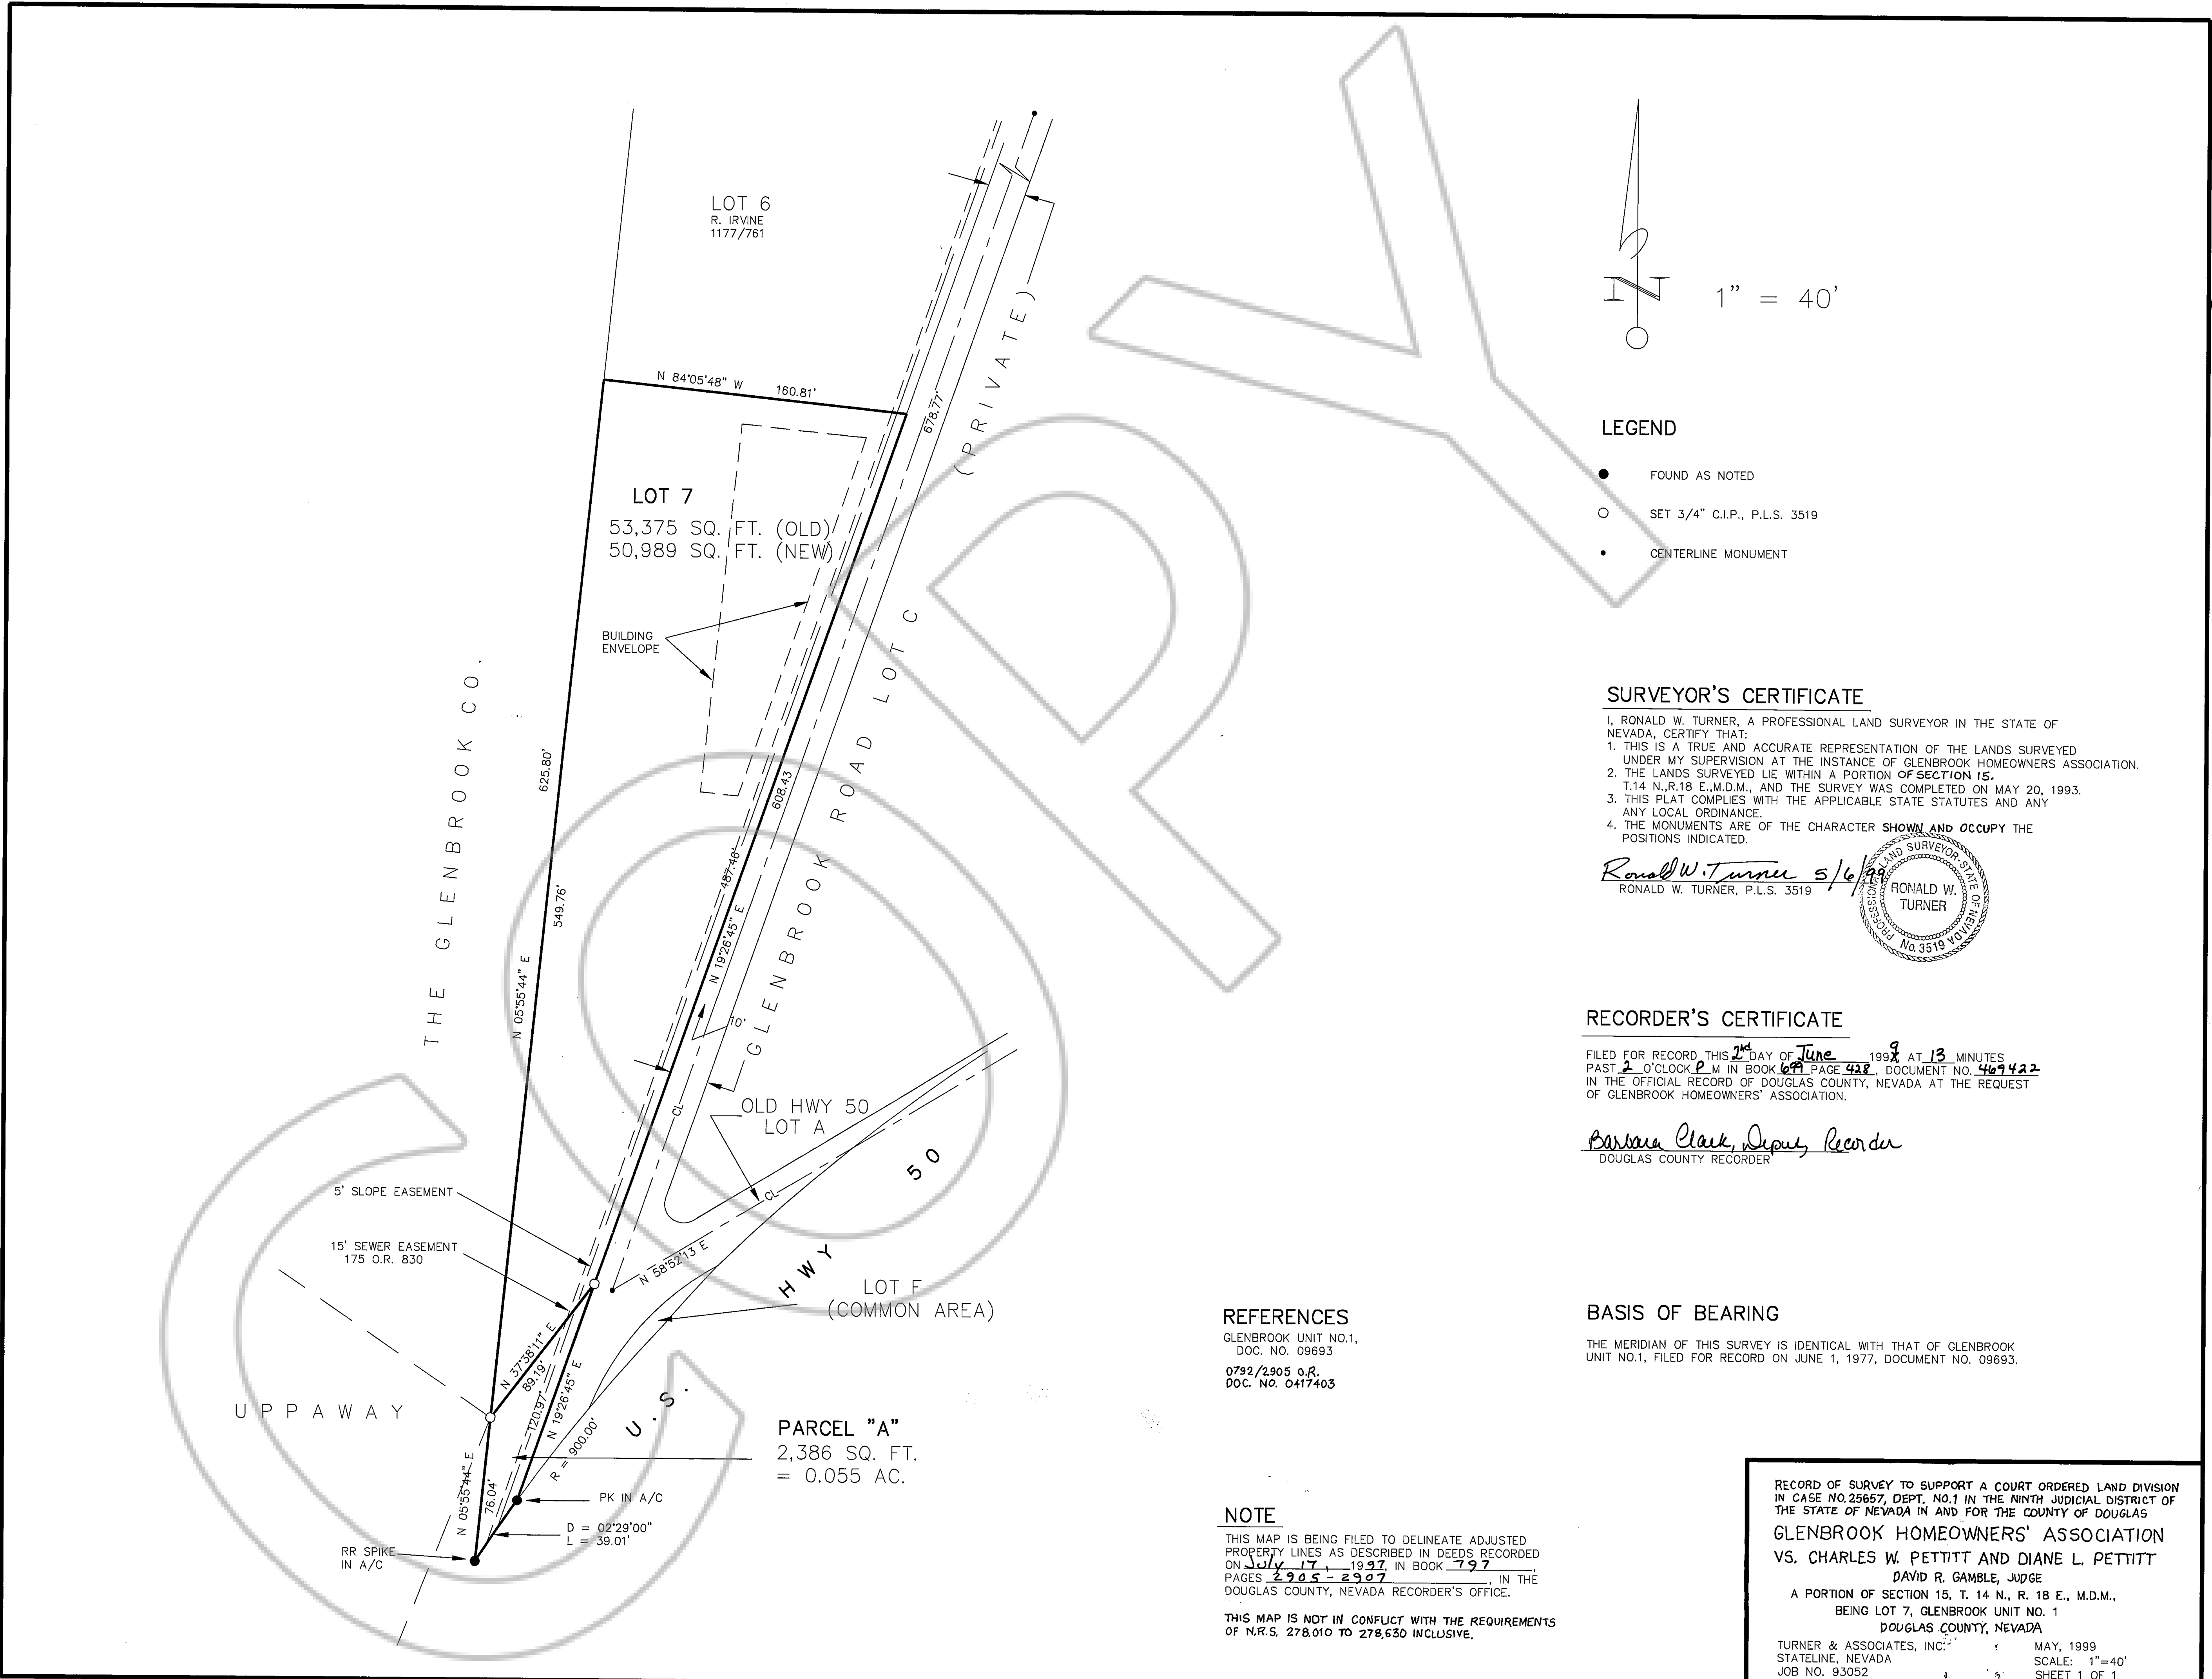 LOT 6
R. IRVINE
1177/761
N 84°05'48" W 160.81'
678.77'
(PRIVATE)
LOT 7
53,375 SQ. FT. (OLD)
50,989 SQ. FT. (NEW)
BUILDING
ENVELOPE
THE GLENBROOK CO.
625.80'
549.76'
N 05°55'44" E
608.43
487.46'
N 19°26'45" E
GLENBROOK ROAD LOT C
10'
CL
OLD HWY 50
LOT A
CL
N 58°52'13 E
U.S. HWY 50
LOT F
(COMMON AREA)
5' SLOPE EASEMENT
15' SEWER EASEMENT
175 O.R. 830
N 37°38'11" E
89.19'
120.97'
N 19°26'45" E
R = 900.00'
UPPAWAY
PARCEL "A"
2,386 SQ. FT.
= 0.055 AC.
N 05°55'44" E
76.04'
PK IN A/C
D = 02°29'00"
L = 39.01'
RR SPIKE
IN A/C
COPY
N
1" = 40'
LEGEND
FOUND AS NOTED
SET 3/4" C.I.P., P.L.S. 3519
CENTERLINE MONUMENT
SURVEYOR'S CERTIFICATE
I, RONALD W. TURNER, A PROFESSIONAL LAND SURVEYOR IN THE STATE OF
NEVADA, CERTIFY THAT:
1. THIS IS A TRUE AND ACCURATE REPRESENTATION OF THE LANDS SURVEYED
UNDER MY SUPERVISION AT THE INSTANCE OF GLENBROOK HOMEOWNERS ASSOCIATION.
2. THE LANDS SURVEYED LIE WITHIN A PORTION OF SECTION 15.
T.14 N.,R.18 E.,M.D.M., AND THE SURVEY WAS COMPLETED ON MAY 20, 1993.
3. THIS PLAT COMPLIES WITH THE APPLICABLE STATE STATUTES AND ANY
ANY LOCAL ORDINANCE.
4. THE MONUMENTS ARE OF THE CHARACTER SHOWN AND OCCUPY THE
POSITIONS INDICATED.
Ronald W. Turner 5/6/99
RONALD W. TURNER, P.L.S. 3519
PROFESSIONAL LAND SURVEYOR-STATE OF NEVADA
RONALD W.
TURNER
No. 3519
RECORDER'S CERTIFICATE
FILED FOR RECORD THIS 2nd DAY OF June 1999 AT 13 MINUTES
PAST 2 O'CLOCK P M IN BOOK 699 PAGE 428, DOCUMENT NO. 469422
IN THE OFFICIAL RECORD OF DOUGLAS COUNTY, NEVADA AT THE REQUEST
OF GLENBROOK HOMEOWNERS' ASSOCIATION.
Barbara Clark, Deputy Recorder
DOUGLAS COUNTY RECORDER
REFERENCES
GLENBROOK UNIT NO.1,
DOC. NO. 09693
0792/2905 O.R.
DOC. NO. 0417403
BASIS OF BEARING
THE MERIDIAN OF THIS SURVEY IS IDENTICAL WITH THAT OF GLENBROOK
UNIT NO.1, FILED FOR RECORD ON JUNE 1, 1977, DOCUMENT NO. 09693.
NOTE
THIS MAP IS BEING FILED TO DELINEATE ADJUSTED
PROPERTY LINES AS DESCRIBED IN DEEDS RECORDED
ON July 17, 1997, IN BOOK 797,
PAGES 2905 - 2907, IN THE
DOUGLAS COUNTY, NEVADA RECORDER'S OFFICE.
THIS MAP IS NOT IN CONFLICT WITH THE REQUIREMENTS
OF N.R.S. 278.010 TO 278.630 INCLUSIVE.
RECORD OF SURVEY TO SUPPORT A COURT ORDERED LAND DIVISION
IN CASE NO. 25657, DEPT. NO.1 IN THE NINTH JUDICIAL DISTRICT OF
THE STATE OF NEVADA IN AND FOR THE COUNTY OF DOUGLAS
GLENBROOK HOMEOWNERS' ASSOCIATION
VS. CHARLES W. PETTITT AND DIANE L. PETTITT
DAVID R. GAMBLE, JUDGE
A PORTION OF SECTION 15, T. 14 N., R. 18 E., M.D.M.,
BEING LOT 7, GLENBROOK UNIT NO. 1
DOUGLAS COUNTY, NEVADA
TURNER & ASSOCIATES, INC. MAY, 1999
STATELINE, NEVADA SCALE: 1"=40'
JOB NO. 93052 SHEET 1 OF 1